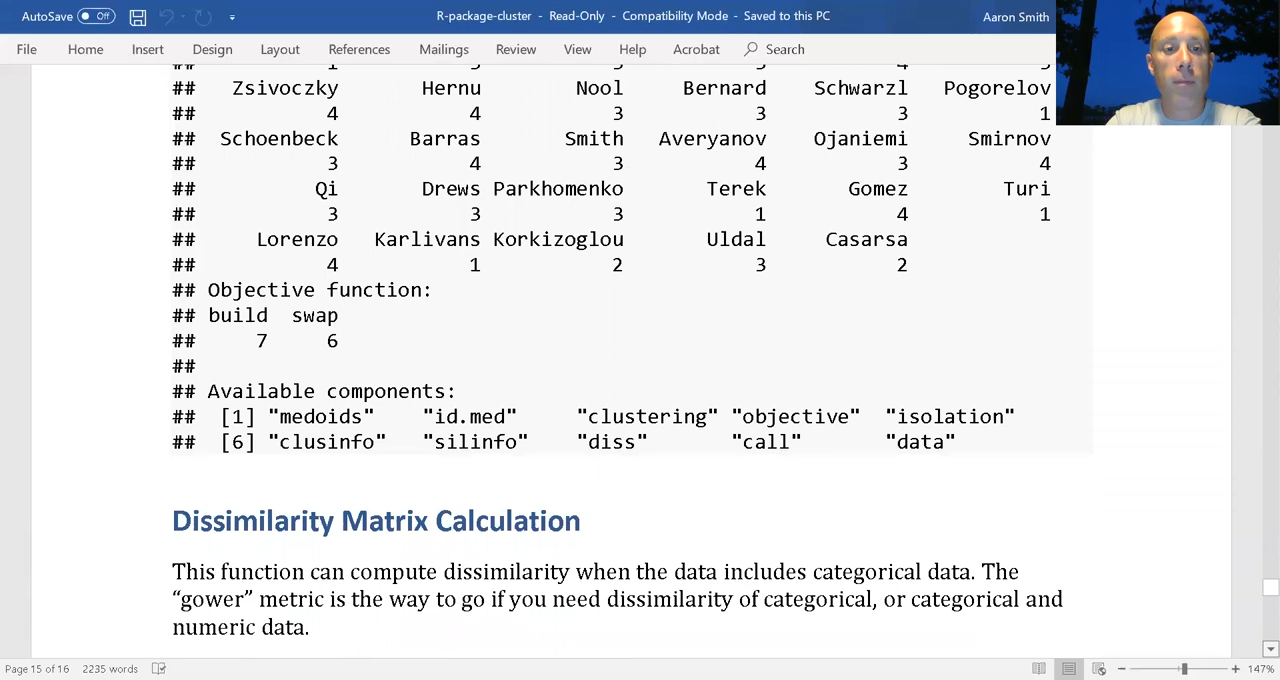 AutoSave Off R-package-cluster - Read-Only - Compatibility Mode - Saved to this PC Aaron Smith
File Home Insert Design Layout References Mailings Review View Help Acrobat Search
## Zsivoczky Hernu Nool Bernard Schwarzl Pogorelov
## 4 4 3 3 3 1
## Schoenbeck Barras Smith Averyanov Ojaniemi Smirnov
## 3 4 3 4 3 4
## Qi Drews Parkhomenko Terek Gomez Turi
## 3 3 3 1 4 1
## Lorenzo Karlivans Korkizoglou Uldal Casarsa
## 4 1 2 3 2
## Objective function:
## build swap
## 7 6
##
## Available components:
## [1] "medoids" "id.med" "clustering" "objective" "isolation"
## [6] "clusinfo" "silinfo" "diss" "call" "data"
Dissimilarity Matrix Calculation
This function can compute dissimilarity when the data includes categorical data. The
“gower” metric is the way to go if you need dissimilarity of categorical, or categorical and
numeric data.
Page 15 of 16 2235 words 147%